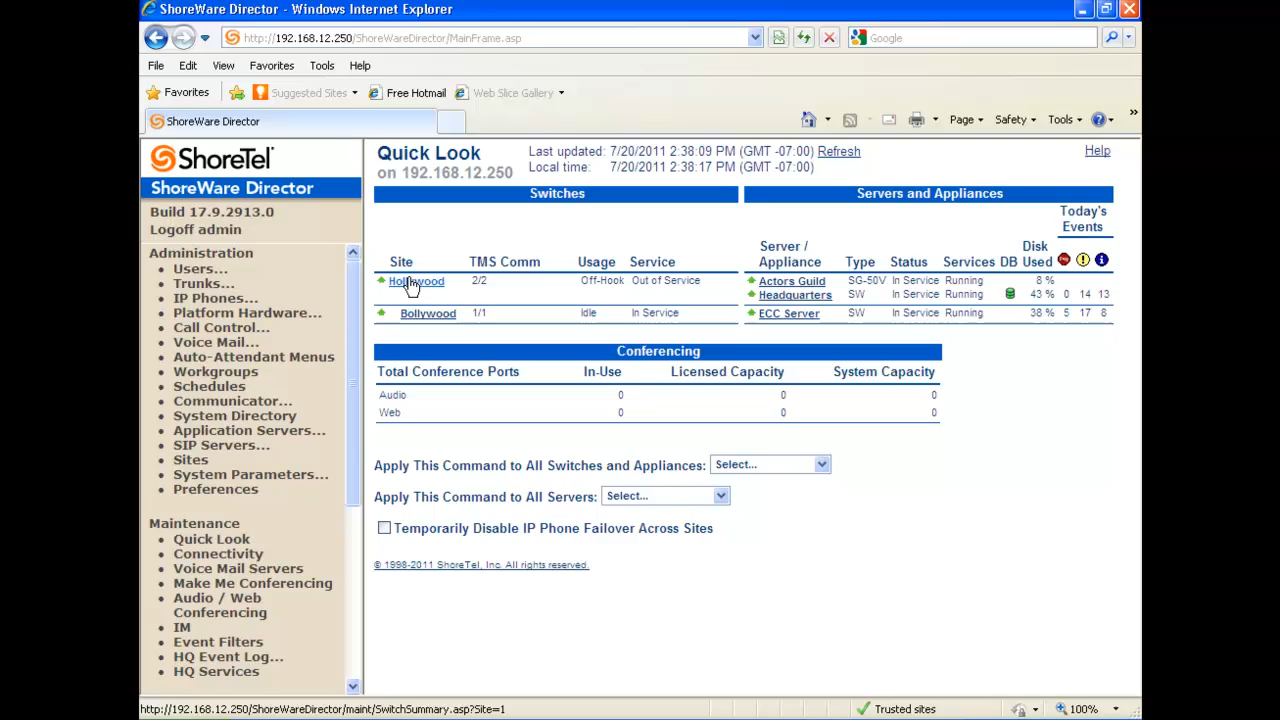 ShoreWare Director - Windows Internet Explorer
http://192.168.12.250/ShoreWareDirector/MainFrame.asp
Google
File Edit View Favorites Tools Help
Favorites Suggested Sites Free Hotmail Web Slice Gallery
ShoreWare Director
Page Safety Tools
ShoreTel
ShoreWare Director
Build 17.9.2913.0
Logoff admin
Administration
Users...
Trunks...
IP Phones...
Platform Hardware...
Call Control...
Voice Mail...
Auto-Attendant Menus
Workgroups
Schedules
Communicator...
System Directory
Application Servers...
SIP Servers...
Sites
System Parameters...
Preferences
Maintenance
Quick Look
Connectivity
Voice Mail Servers
Make Me Conferencing
Audio / Web
Conferencing
IM
Event Filters
HQ Event Log...
HQ Services
Quick Look
on 192.168.12.250
Last updated: 7/20/2011 2:38:09 PM (GMT -07:00) Refresh
Local time: 7/20/2011 2:38:17 PM (GMT -07:00)
Help
Switches
Site TMS Comm Usage Service
Hollywood 2/2 Off-Hook Out of Service
Bollywood 1/1 Idle In Service
Servers and Appliances
Today's
Events
Server /
Appliance Type Status Services DB Disk
Used
Actors Guild SG-50V In Service Running 8 %
Headquarters SW In Service Running 43 % 0 14 13
ECC Server SW In Service Running 38 % 5 17 8
Conferencing
Total Conference Ports In-Use Licensed Capacity System Capacity
Audio 0 0 0
Web 0 0 0
Apply This Command to All Switches and Appliances: Select...
Apply This Command to All Servers: Select...
Temporarily Disable IP Phone Failover Across Sites
© 1998-2011 ShoreTel, Inc. All rights reserved.
http://192.168.12.250/ShoreWareDirector/maint/SwitchSummary.asp?Site=1
Trusted sites
100%